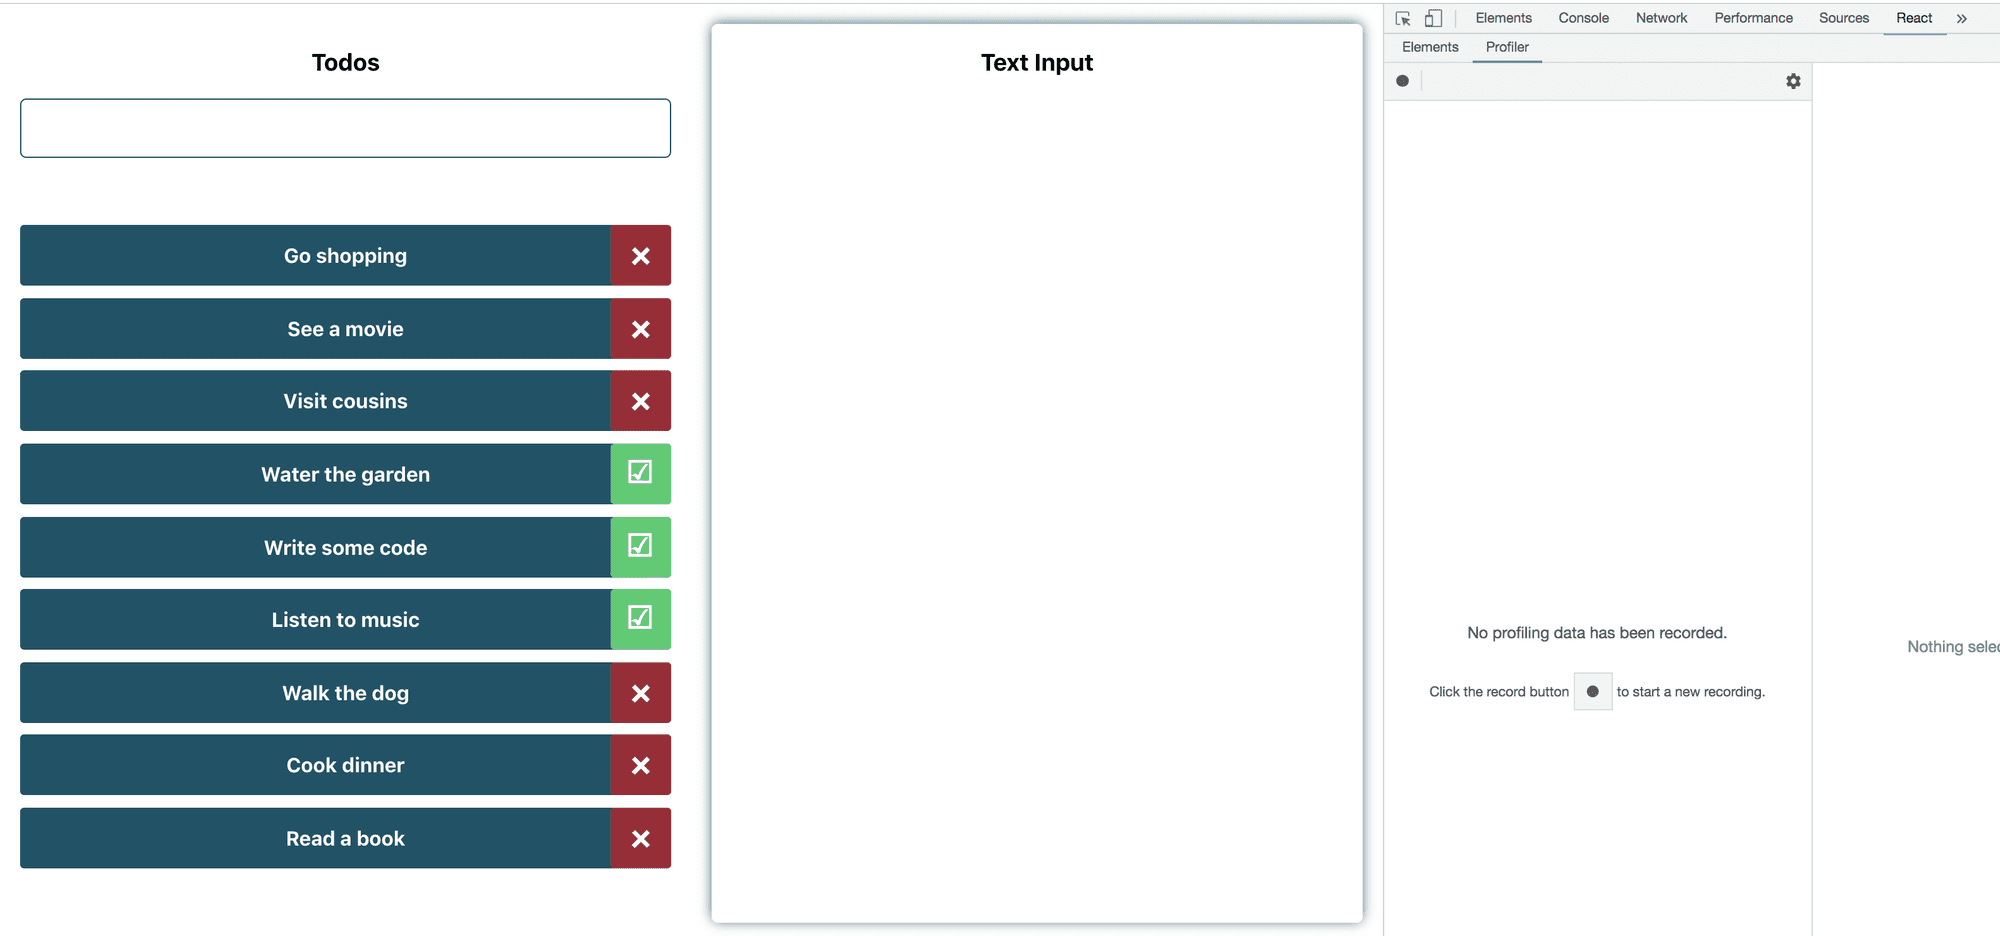 Todos
Go shopping
See a movie
Visit cousins
Water the garden
Write some code
Listen to music
Walk the dog
Cook dinner
Read a book
Text Input
Elements Console Network Performance Sources React »
Elements Profiler
No profiling data has been recorded.
Click the record button to start a new recording.
Nothing selec